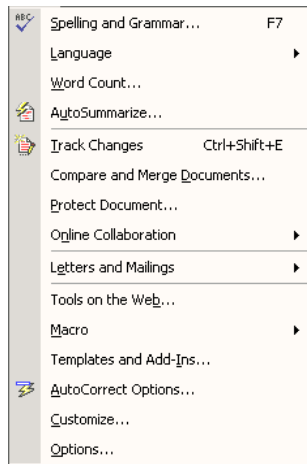 ABC
Spelling and Grammar... F7
Language
Word Count...
AutoSummarize...
Track Changes Ctrl+Shift+E
Compare and Merge Documents...
Protect Document...
Online Collaboration
Letters and Mailings
Tools on the Web...
Macro
Templates and Add-Ins...
AutoCorrect Options...
Customize...
Options...